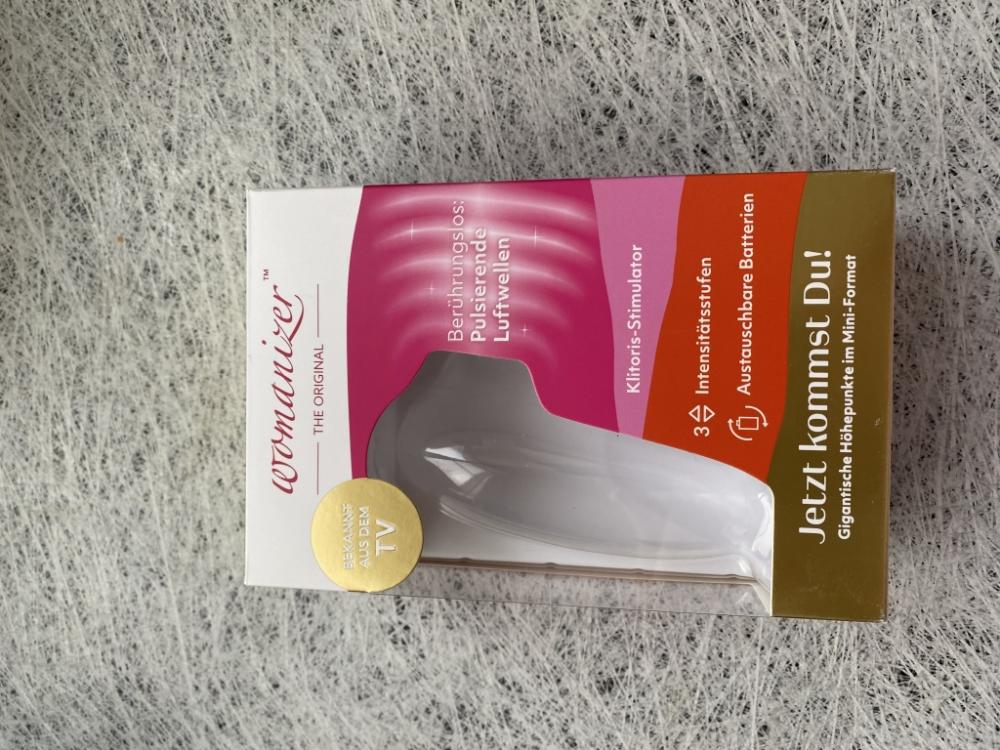 womanizer™
THE ORIGINAL
BEKANNT
AUS DEM
TV
Berührungslos:
Pulsierende
Luftwellen
Klitoris-Stimulator
3 Intensitätsstufen
Austauschbare Batterien
Jetzt kommst Du!
Gigantische Höhepunkte im Mini-Format